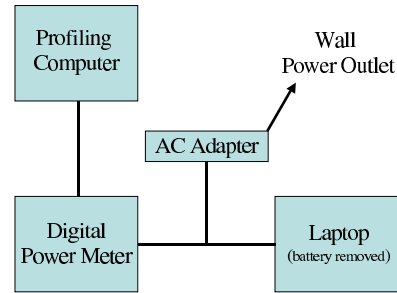 Profiling
Computer
Wall
Power Outlet
AC Adapter
Digital
Power Meter
Laptop
(battery removed)